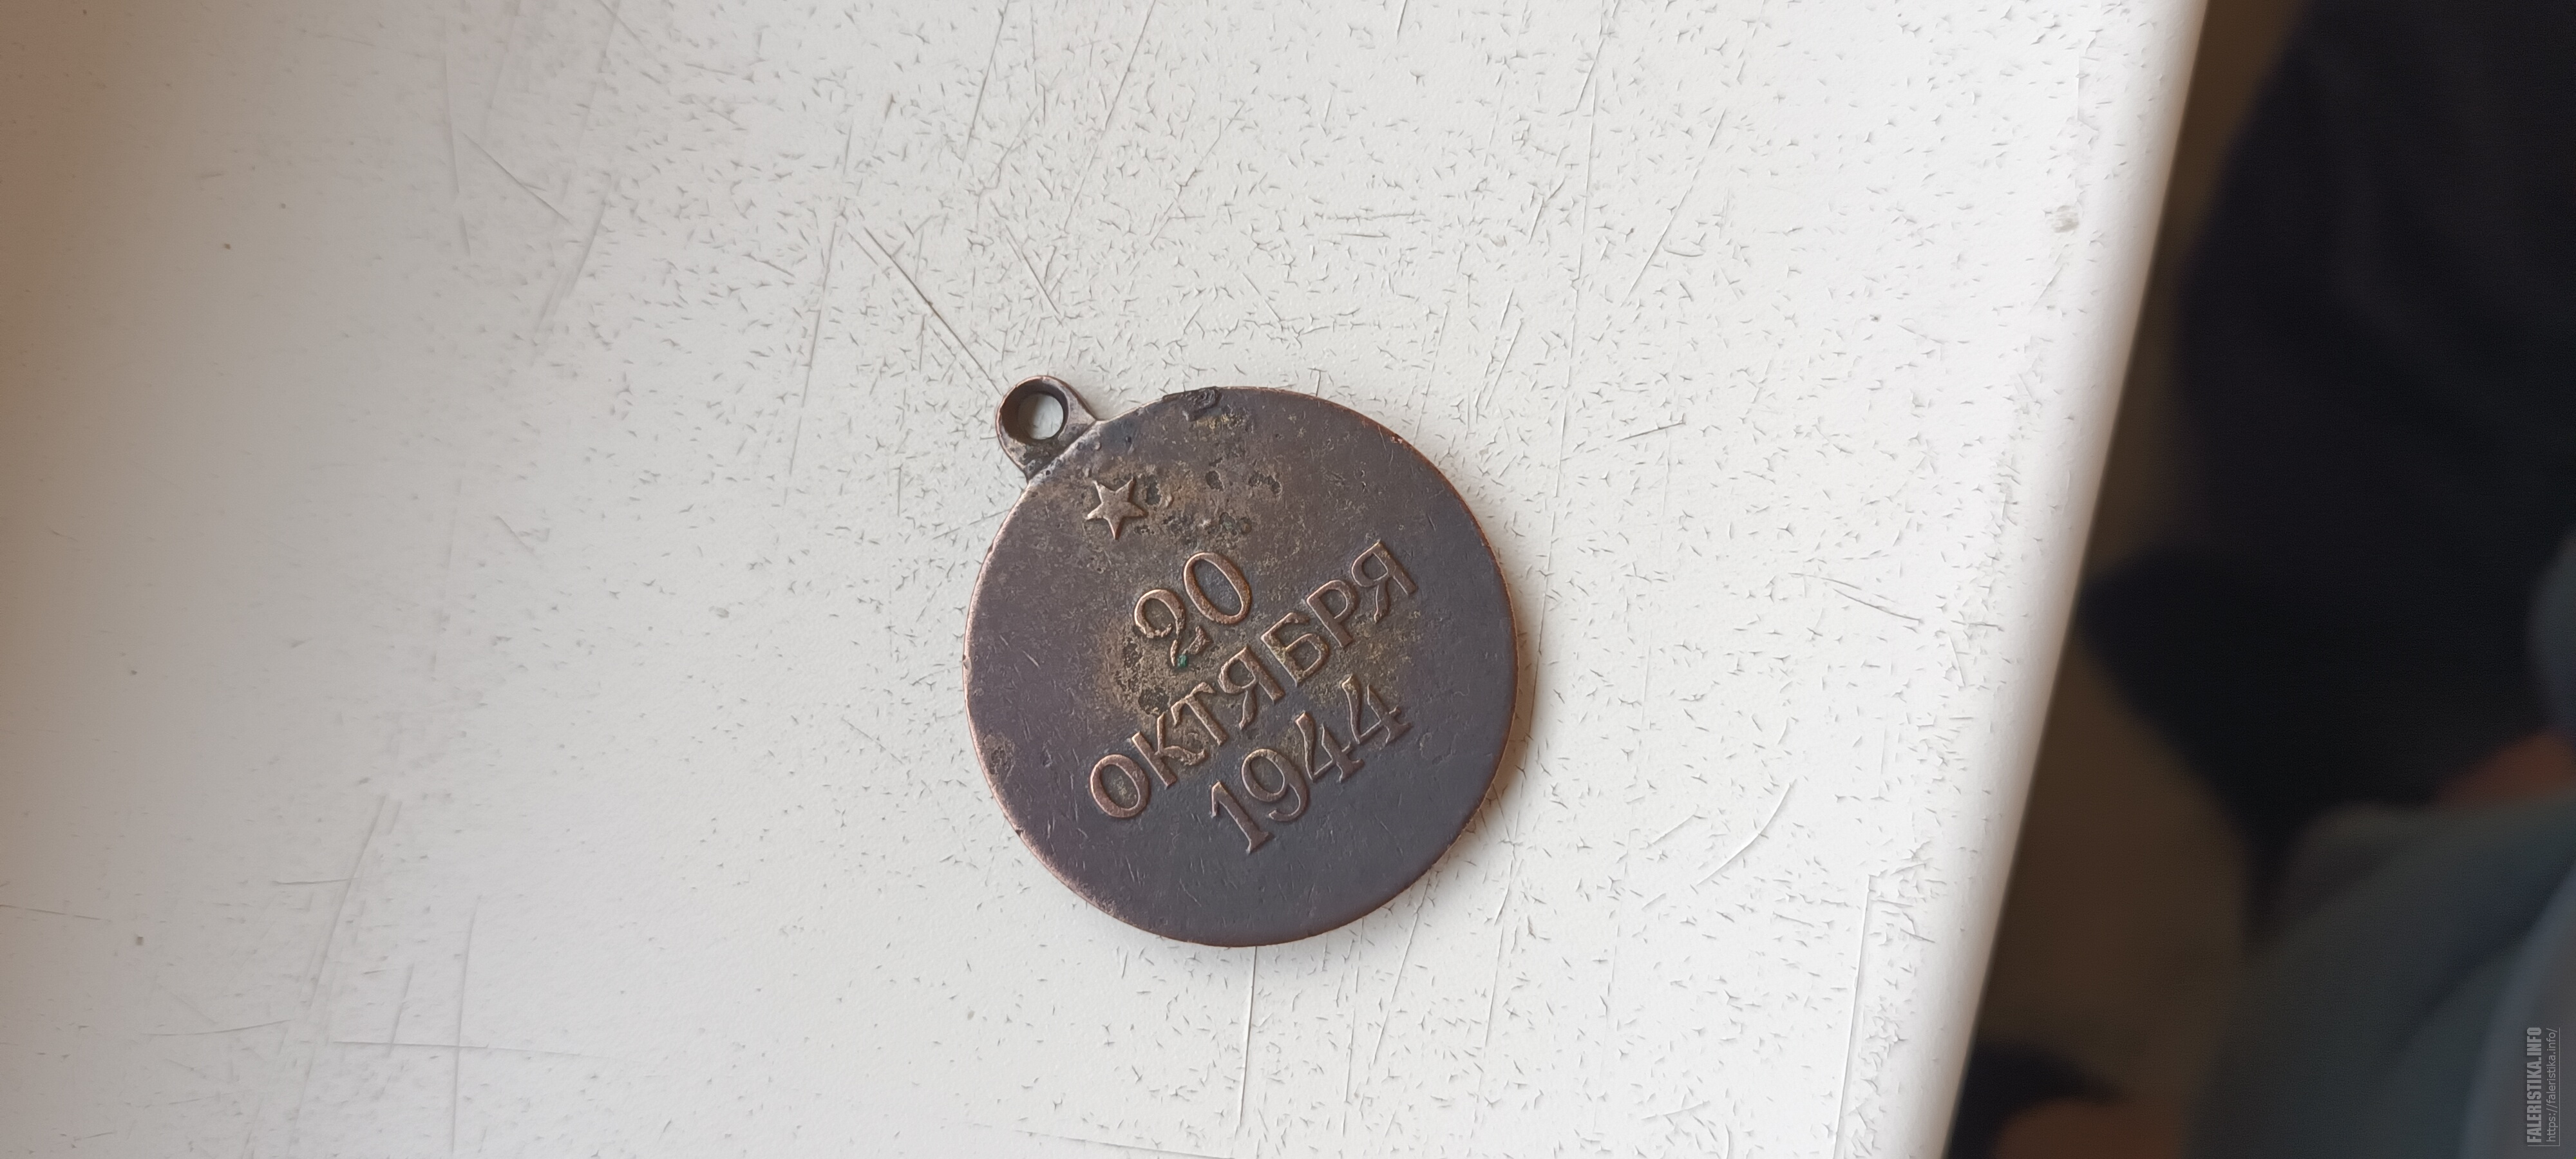 20
ОКТЯБРЯ
1944
FALERISTIKA.INFO
https://faleristika.info/